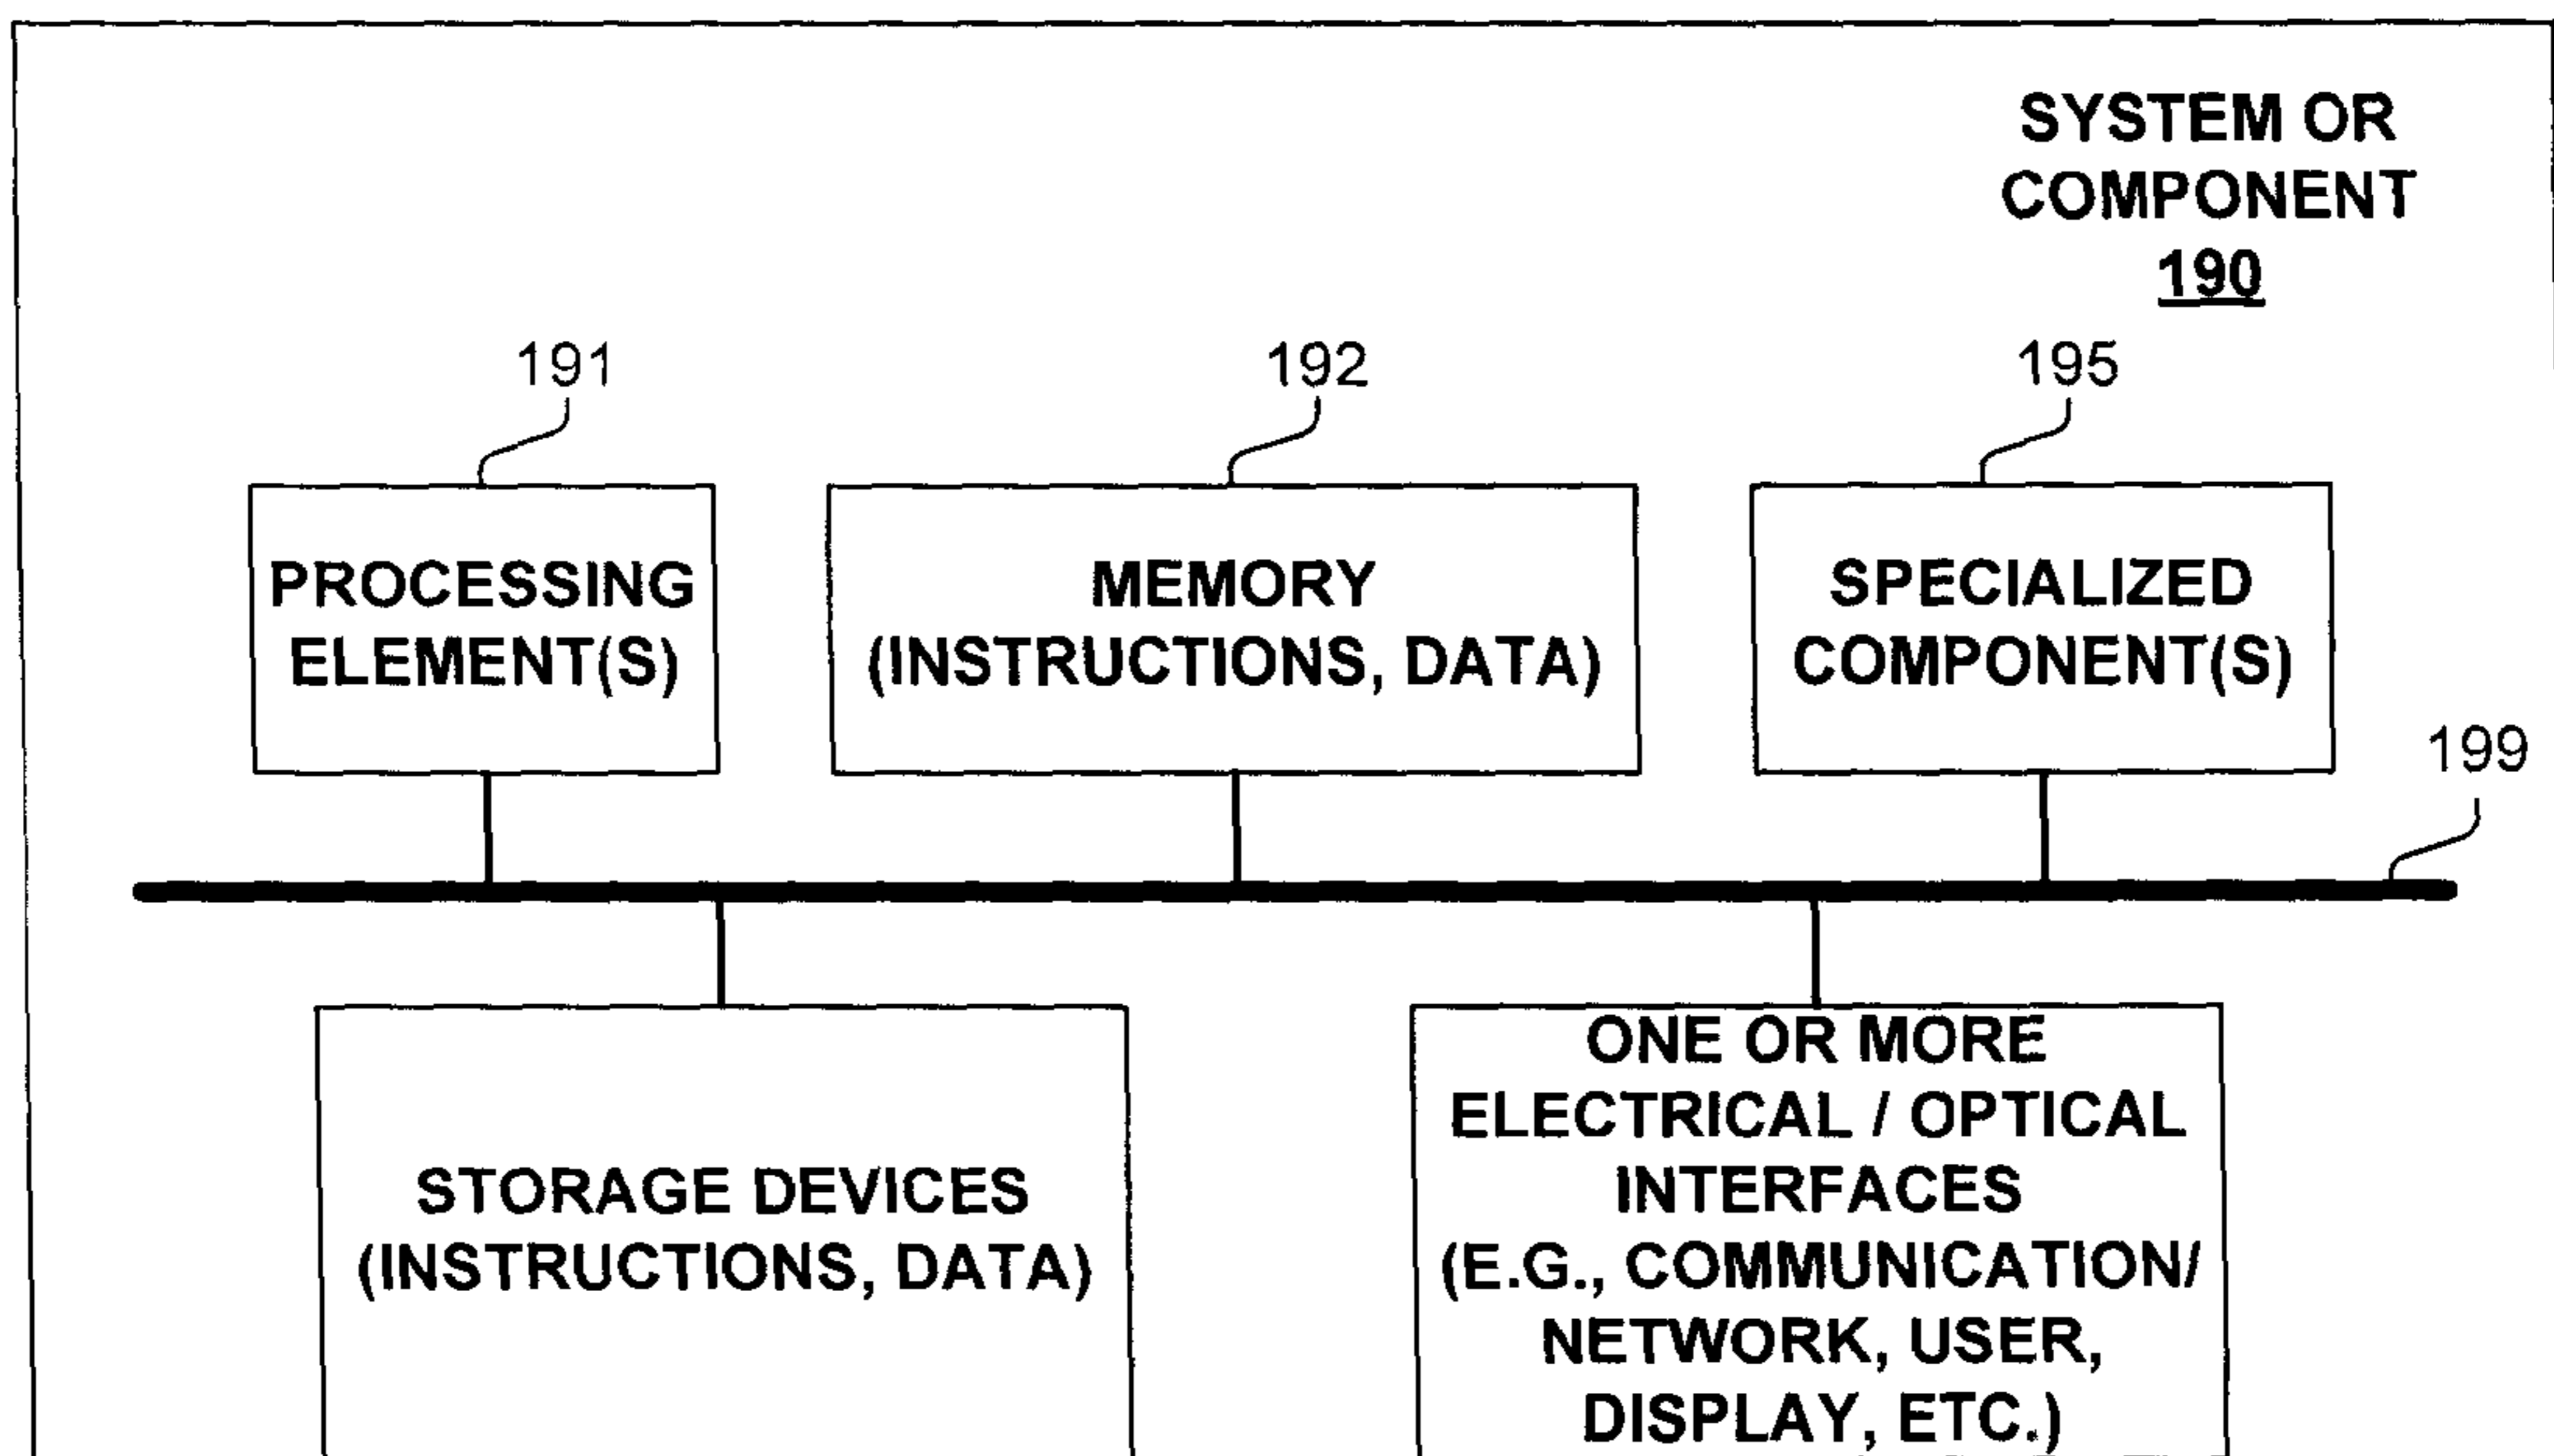 SYSTEM OR
COMPONENT
190
191
192
195
PROCESSING
ELEMENT(S)
MEMORY
(INSTRUCTIONS, DATA)
SPECIALIZED
COMPONENT(S)
199
STORAGE DEVICES
(INSTRUCTIONS, DATA)
ONE OR MORE
ELECTRICAL / OPTICAL
INTERFACES
(E.G., COMMUNICATION/
NETWORK, USER,
DISPLAY, ETC.)